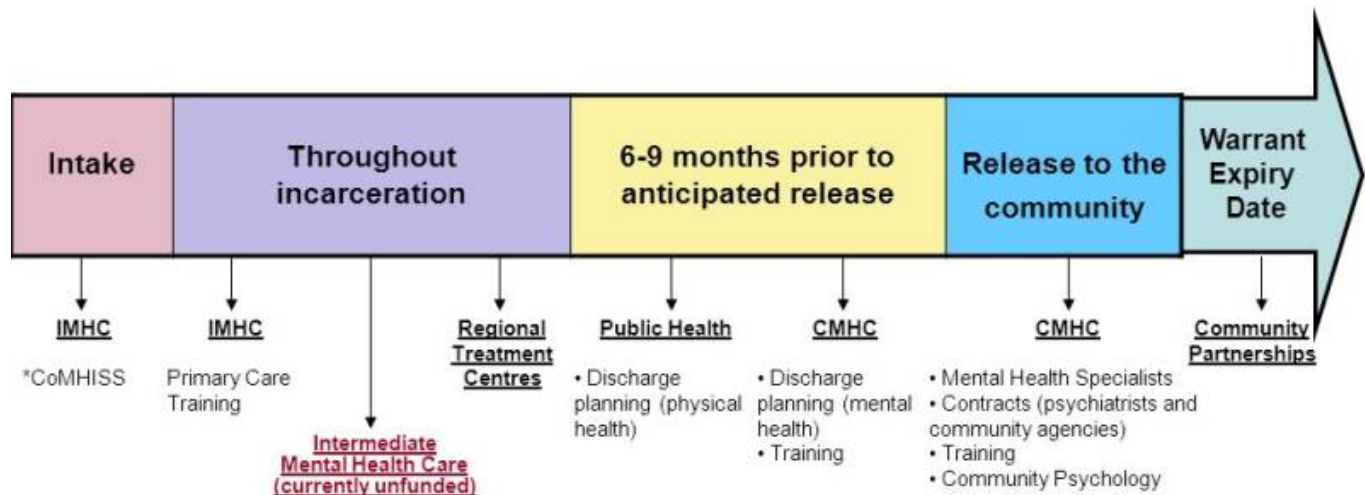 Intake
Throughout
incarceration
6-9 months prior to
anticipated release
Release to the
community
Warrant
Expiry
Date
IMHC
*CoMHISS
IMHC
Primary Care
Training
Intermediate
Mental Health Care
(currently unfunded)
Regional
Treatment
Centres
Public Health
• Discharge
planning (physical
health)
CMHC
• Discharge
planning (mental
health)
• Training
CMHC
• Mental Health Specialists
• Contracts (psychiatrists and
community agencies)
• Training
• Community Psychology
Community
Partnerships